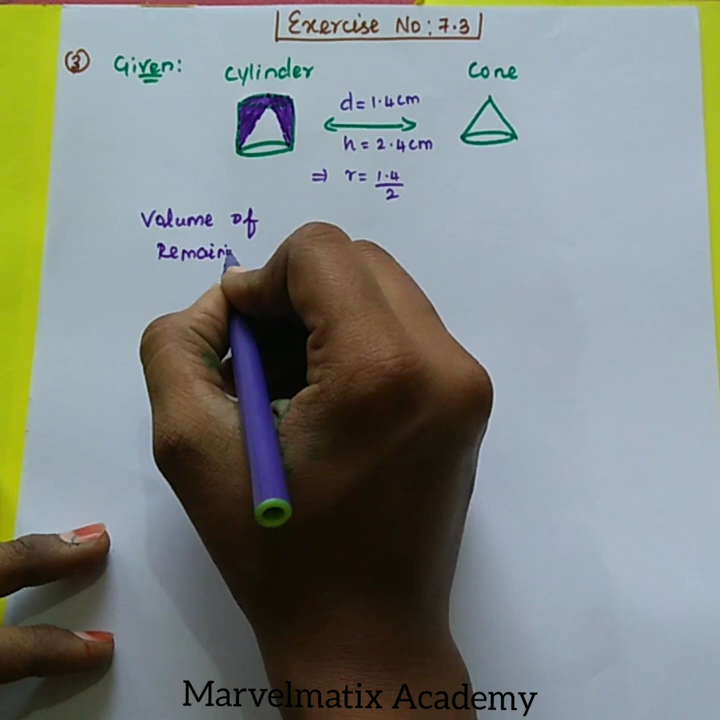 Exercise No: 7.3
③ Given: Cylinder Cone
d = 1.4cm
h = 2.4cm
⇒ r = 1.4/2
Volume of
Remaini
Marvelmatix Academy